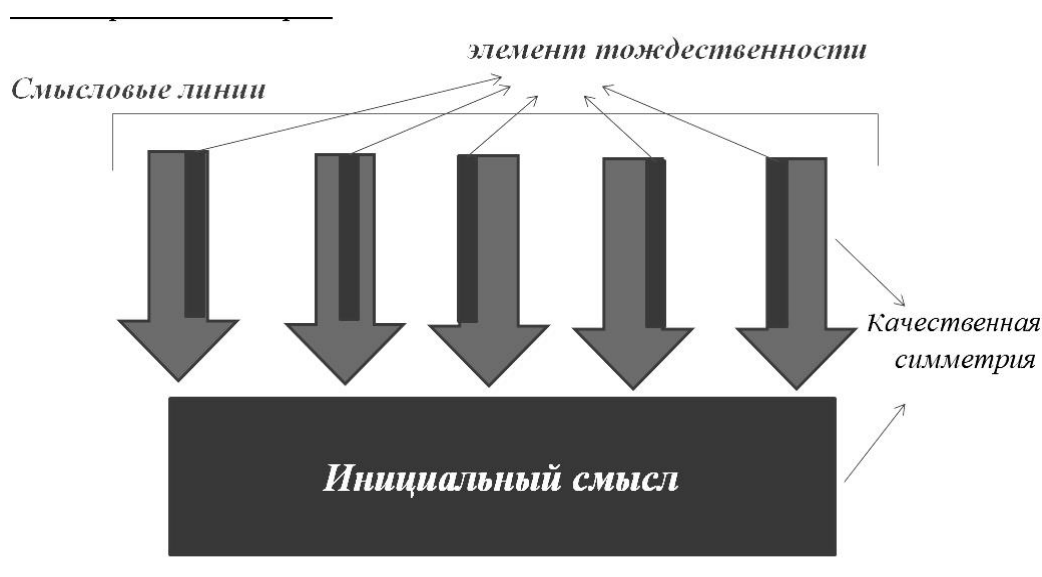 элемент тождественности
Смысловые линии
Качественная
симметрия
Инициальный смысл